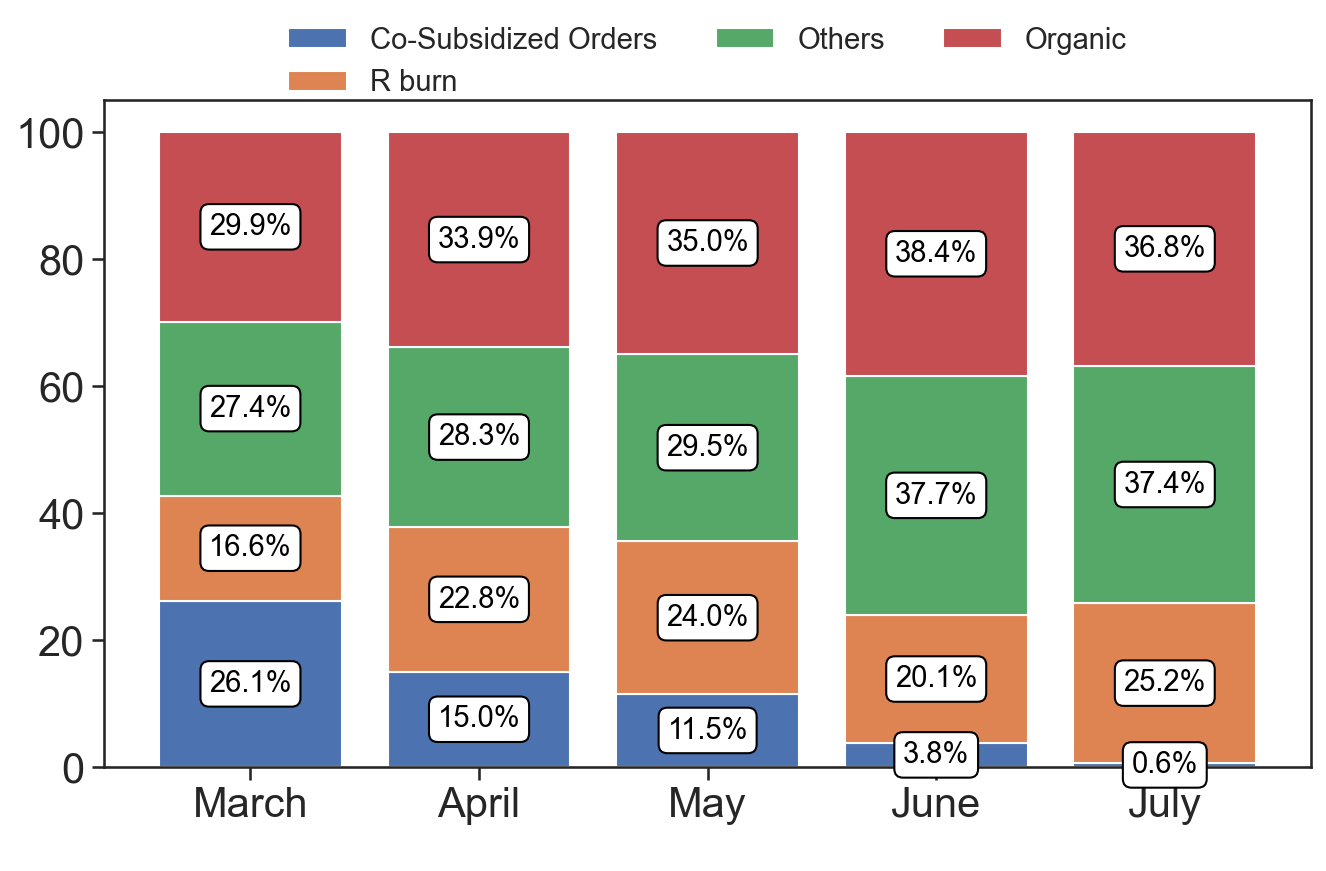 Co-Subsidized Orders Others Organic
R burn
100
29.9% 33.9% 35.0% 38.4% 36.8%
80
27.4% 28.3% 29.5% 37.7% 37.4%
60
40
16.6% 22.8% 24.0% 20.1% 25.2%
20
26.1% 15.0% 11.5% 3.8% 0.6%
0
March April May June July